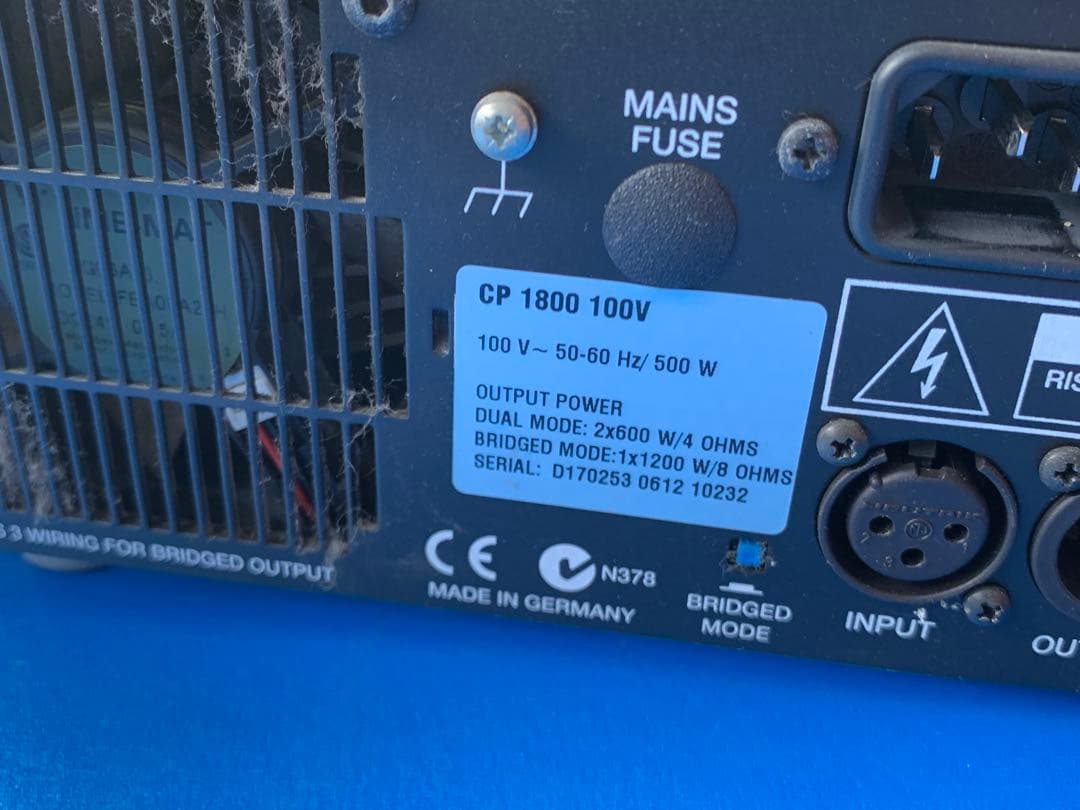 MAINS
FUSE
CP 1800 100V
100 V~ 50-60 Hz/ 500 W
OUTPUT POWER
DUAL MODE: 2x600 W/4 OHMS
BRIDGED MODE:1x1200 W/8 OHMS
SERIAL: D170253 0612 10232
RIS
3 WIRING FOR BRIDGED OUTPUT
CE
N378
MADE IN GERMANY
BRIDGED
MODE
INPUT
OUT